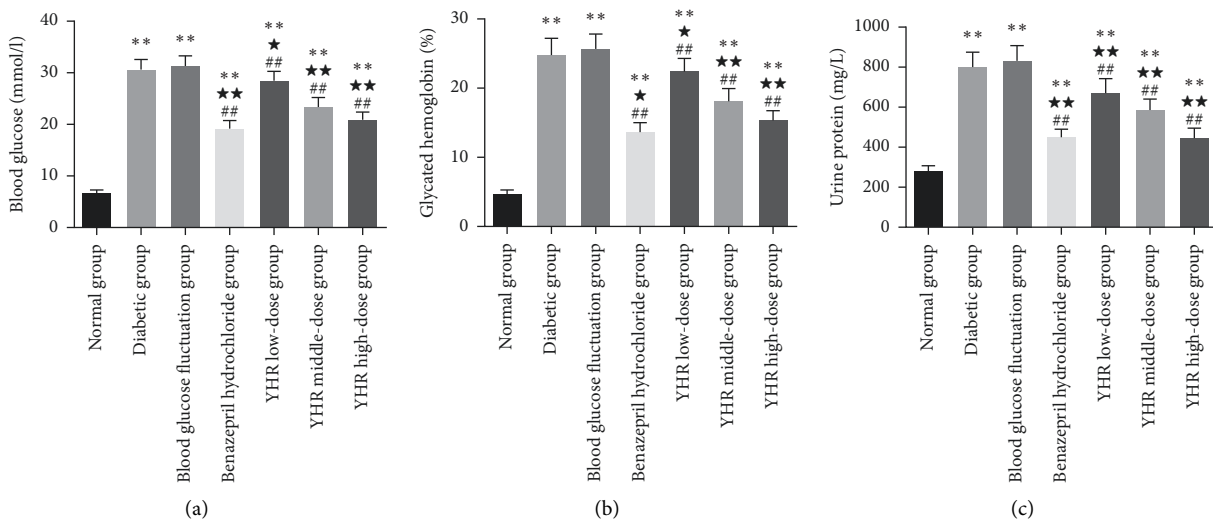 Blood glucose (mmol/l)
40
30
20
10
0
**
**
**
★★
##
**
★
##
**
★★
##
**
★★
##
Normal group
Diabetic group
Blood glucose fluctuation group
Benazepril hydrochloride group
YHR low-dose group
YHR middle-dose group
YHR high-dose group
(a)
Glycated hemoglobin (%)
30
20
10
0
**
**
**
★
##
**
★
##
**
★★
##
**
★★
##
Normal group
Diabetic group
Blood glucose fluctuation group
Benazepril hydrochloride group
YHR low-dose group
YHR middle-dose group
YHR high-dose group
(b)
Urine protein (mg/L)
1000
800
600
400
200
0
**
**
**
★★
##
**
★★
##
**
★★
##
**
★★
##
Normal group
Diabetic group
Blood glucose fluctuation group
Benazepril hydrochloride group
YHR low-dose group
YHR middle-dose group
YHR high-dose group
(c)